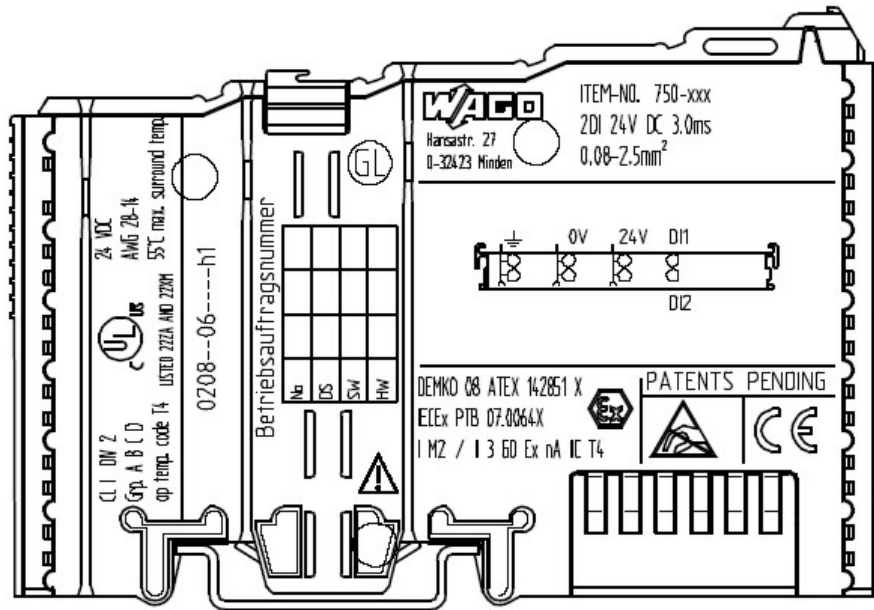 24 VDC
AWG 28-14
55°C max. surround temp.
LISTED 22ZA AND 22XM
c UL US
CL I DIV 2
Grp. A B C D
op temp. code T4
0208--06----h1
Betriebsauftragsnummer
GL
No
DS
SW
HW
WAGO
Hansastr. 27
D-32423 Minden
ITEM-NO. 750-xxx
2DI 24V DC 3.0ms
0,08-2.5mm²
0V 24V DI1
DI2
DEMKO 08 ATEX 142851 X
IECEx PTB 07.0064X
I M2 / II 3 GD Ex nA IIC T4
Ex
PATENTS PENDING
CE